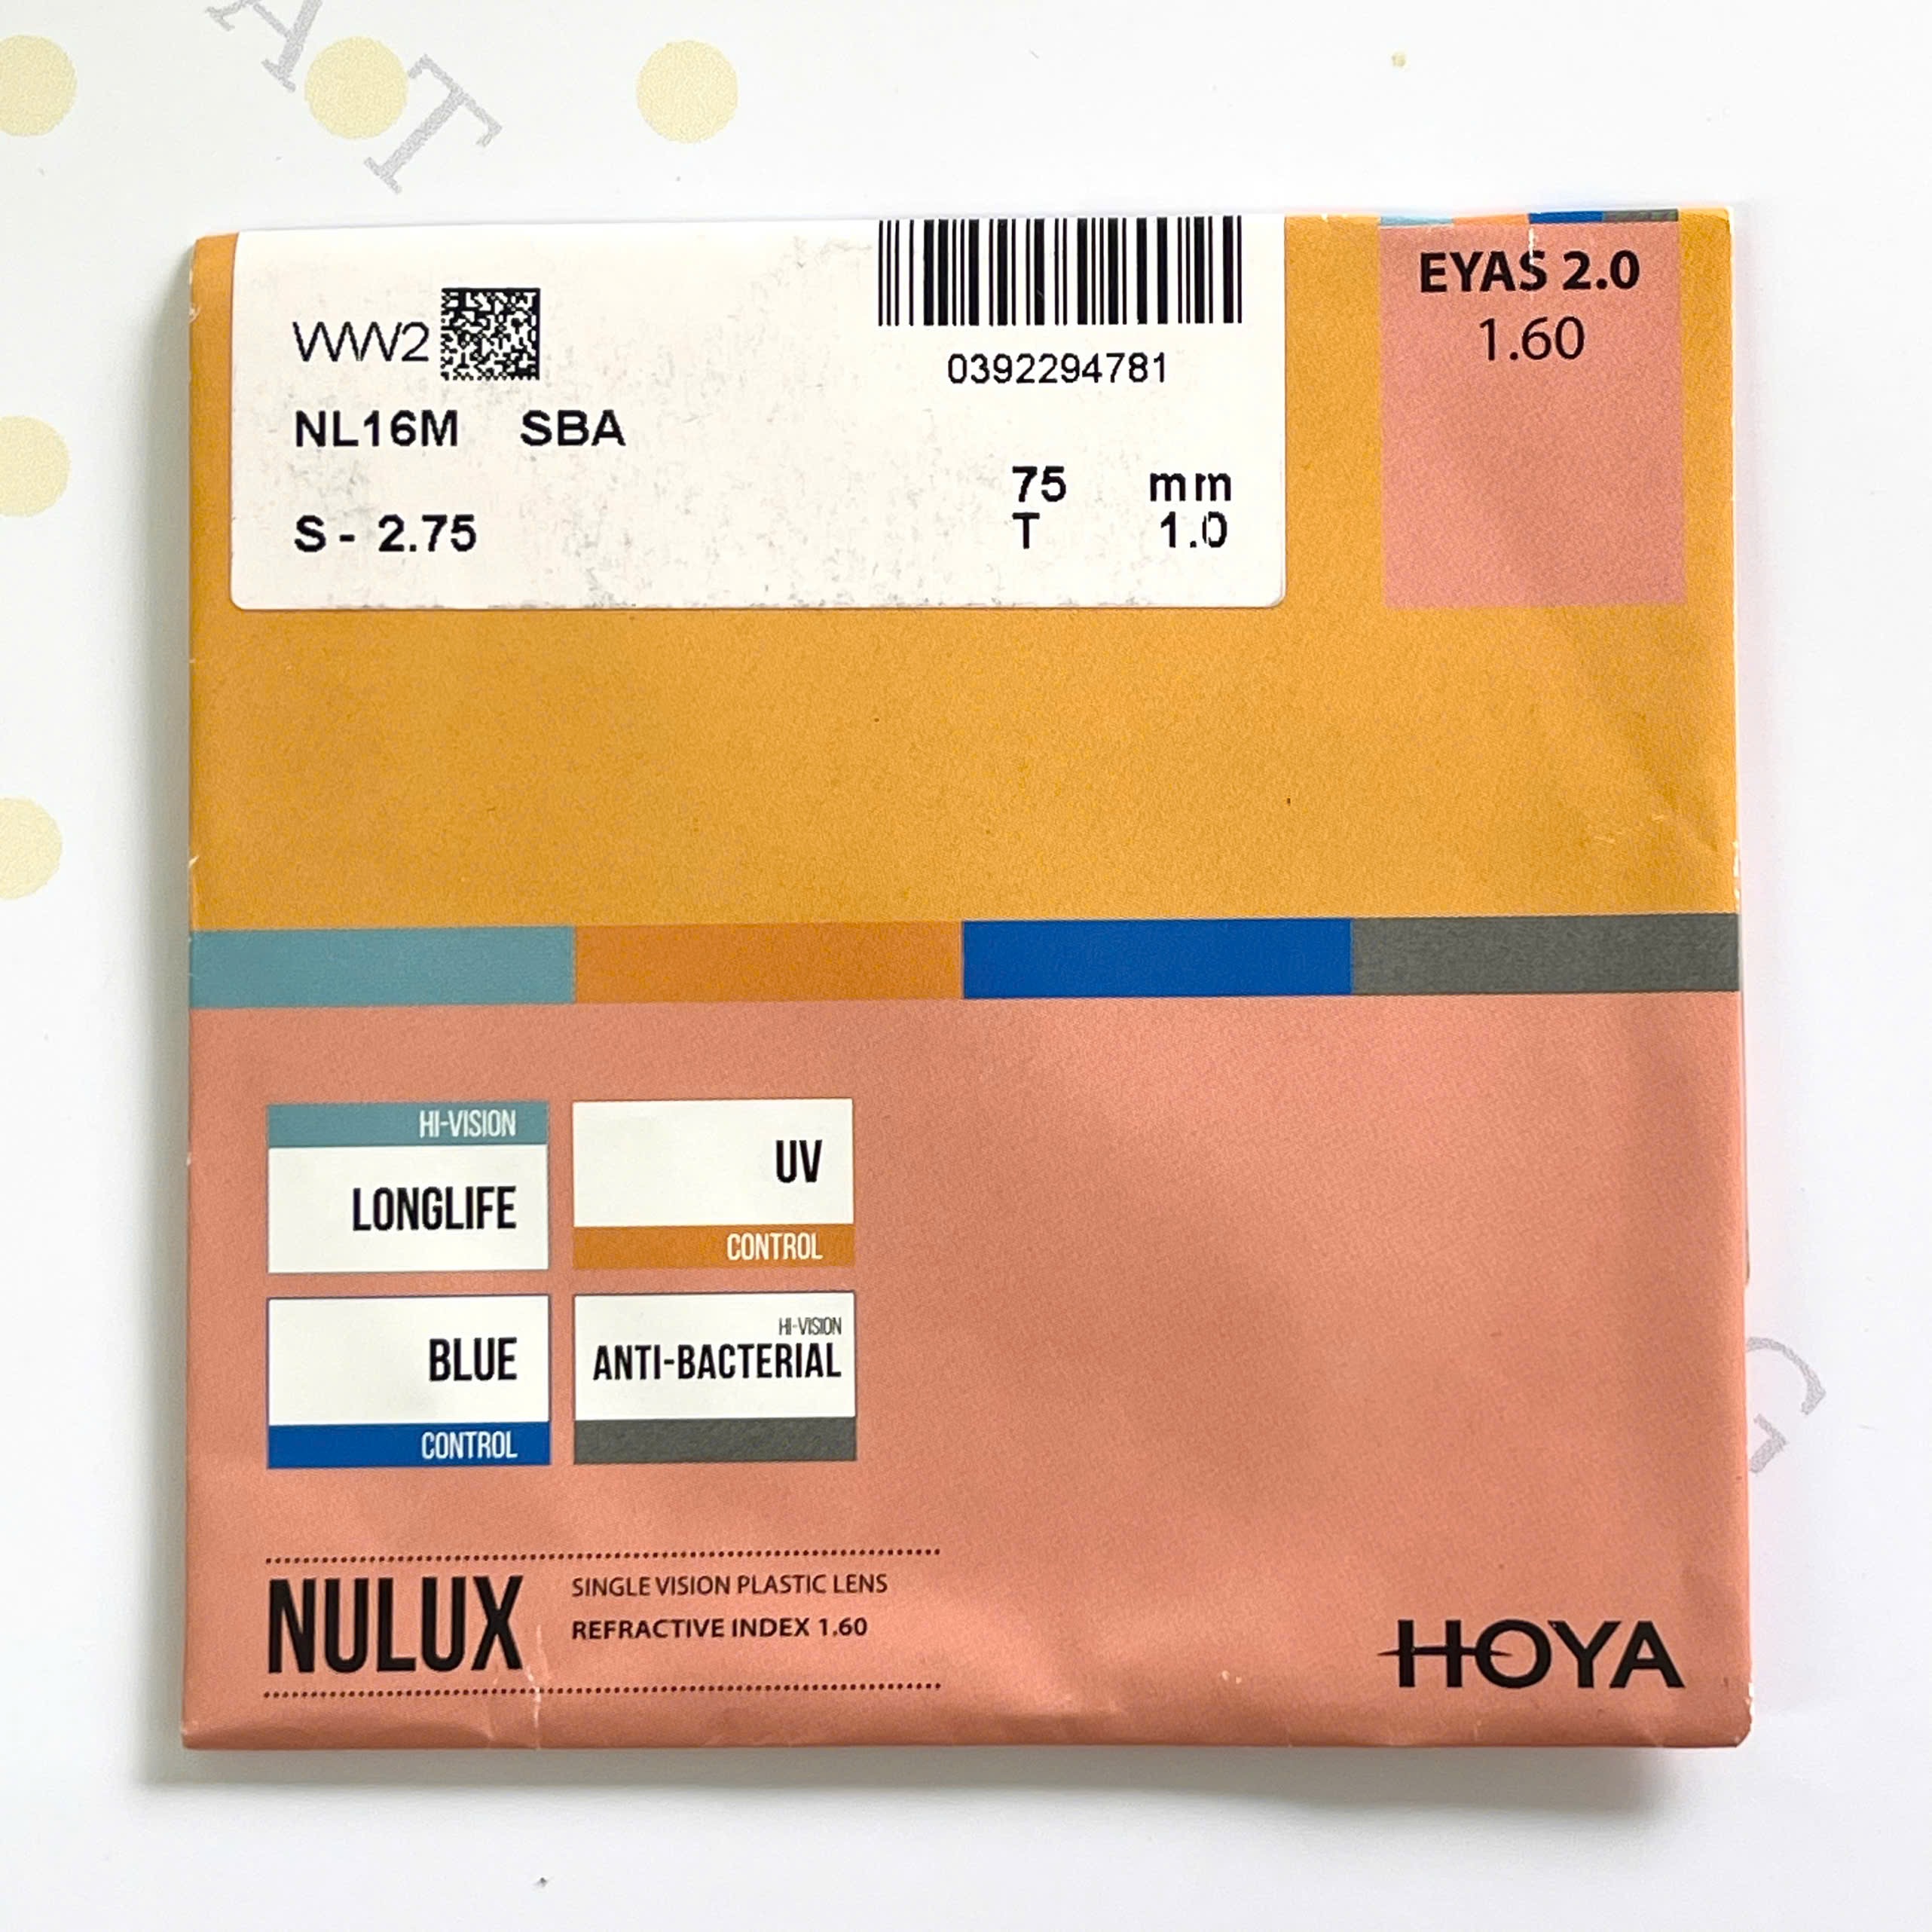 A T
WW2
0392294781
NL16M SBA
75 mm
S - 2.75
T 1.0
EYAS 2.0
1.60
HI-VISION
LONGLIFE
UV
CONTROL
BLUE
CONTROL
HI-VISION
ANTI-BACTERIAL
NULUX
SINGLE VISION PLASTIC LENS
REFRACTIVE INDEX 1.60
HOYA
G